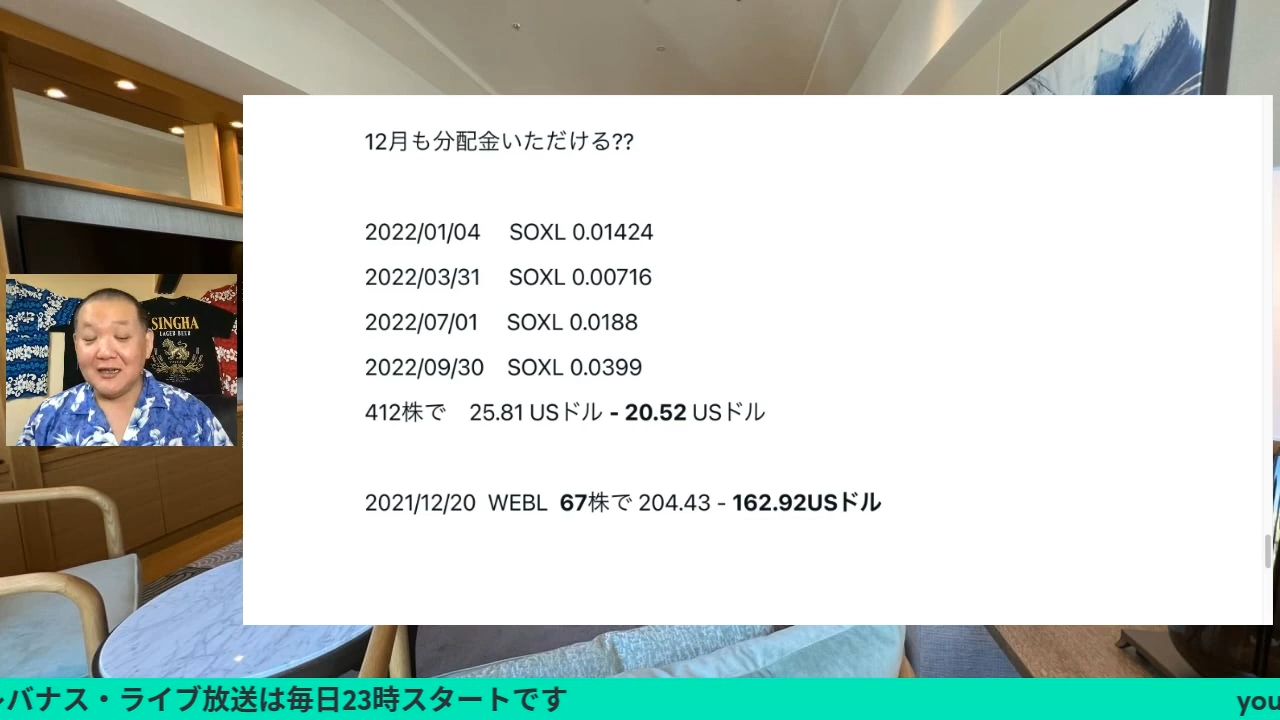 12月も分配金いただける??
2022/01/04 SOXL 0.01424
2022/03/31 SOXL 0.00716
2022/07/01 SOXL 0.0188
2022/09/30 SOXL 0.0399
412株で 25.81 USドル - 20.52 USドル
2021/12/20 WEBL 67株で 204.43 - 162.92USドル
SINGHA
LAGER BEER
レバナス・ライブ放送は毎日23時スタートです
you